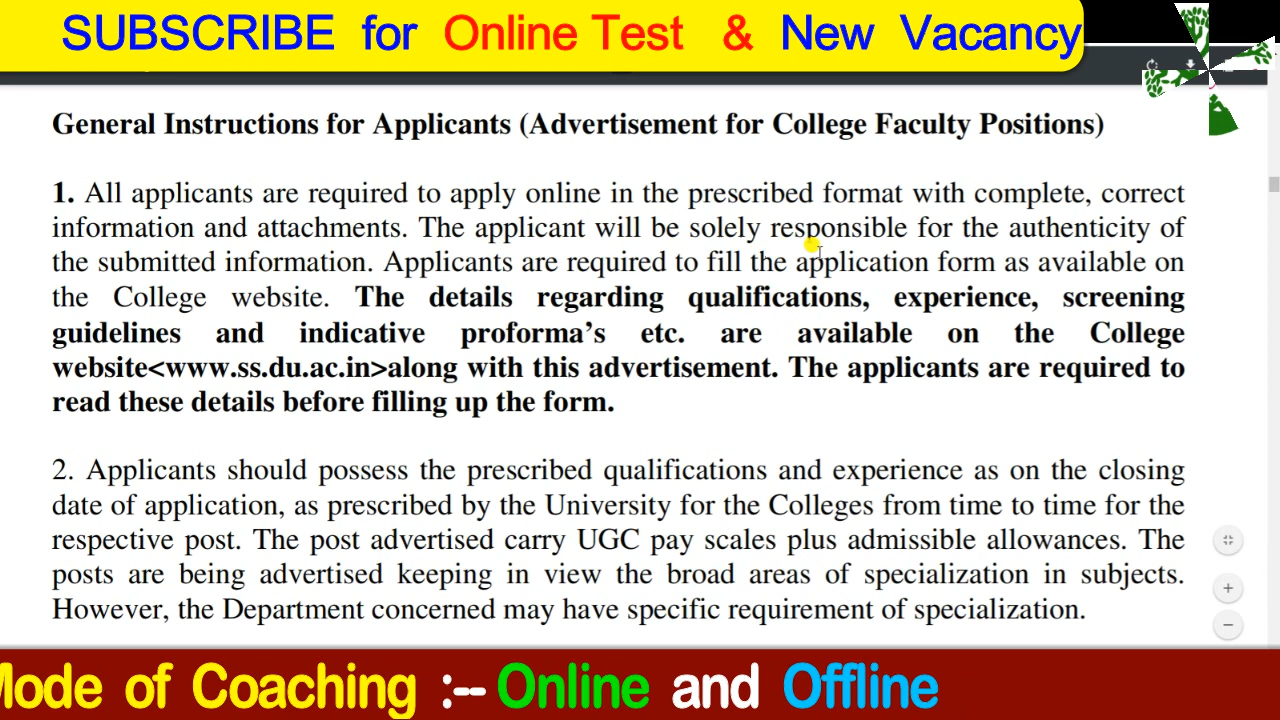 SUBSCRIBE for Online Test & New Vacancy
General Instructions for Applicants (Advertisement for College Faculty Positions)
1. All applicants are required to apply online in the prescribed format with complete, correct
information and attachments. The applicant will be solely responsible for the authenticity of
the submitted information. Applicants are required to fill the application form as available on
the College website. The details regarding qualifications, experience, screening
guidelines and indicative proforma's etc. are available on the College
website<www.ss.du.ac.in>along with this advertisement. The applicants are required to
read these details before filling up the form.
2. Applicants should possess the prescribed qualifications and experience as on the closing
date of application, as prescribed by the University for the Colleges from time to time for the
respective post. The post advertised carry UGC pay scales plus admissible allowances. The
posts are being advertised keeping in view the broad areas of specialization in subjects.
However, the Department concerned may have specific requirement of specialization.
Mode of Coaching :-- Online and Offline